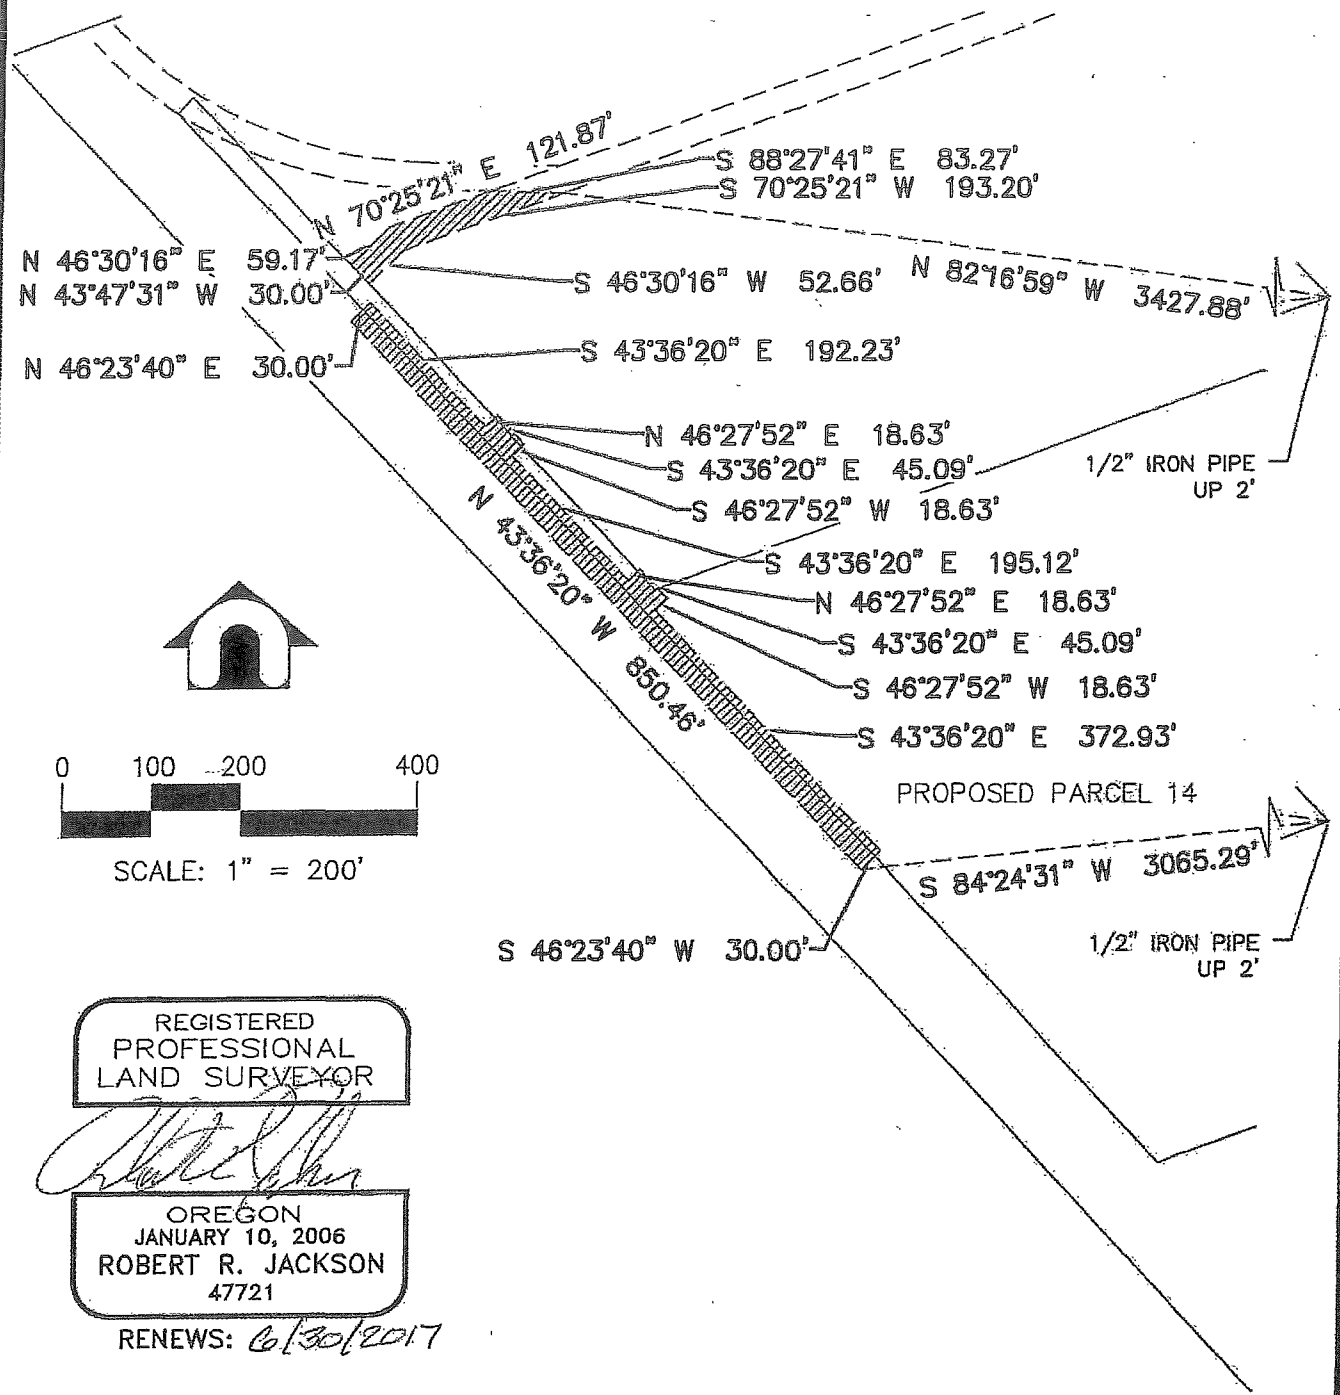 N 70°25'21" E 121.87'
S 88°27'41" E 83.27'
S 70°25'21" W 193.20'
N 46°30'16" E 59.17'
N 43°47'31" W 30.00'
S 46°30'16" W 52.66'
N 82°16'59" W 3427.88'
N 46°23'40" E 30.00'
S 43°36'20" E 192.23'
N 46°27'52" E 18.63'
S 43°36'20" E 45.09'
1/2" IRON PIPE
UP 2'
S 46°27'52" W 18.63'
N 43°36'20" W 850.46'
S 43°36'20" E 195.12'
N 46°27'52" E 18.63'
S 43°36'20" E 45.09'
S 46°27'52" W 18.63'
S 43°36'20" E 372.93'
0 100 200 400
SCALE: 1" = 200'
PROPOSED PARCEL 14
S 84°24'31" W 3065.29'
S 46°23'40" W 30.00'
1/2" IRON PIPE
UP 2'
REGISTERED
PROFESSIONAL
LAND SURVEYOR
OREGON
JANUARY 10, 2006
ROBERT R. JACKSON
47721
RENEWS: 6/30/2017